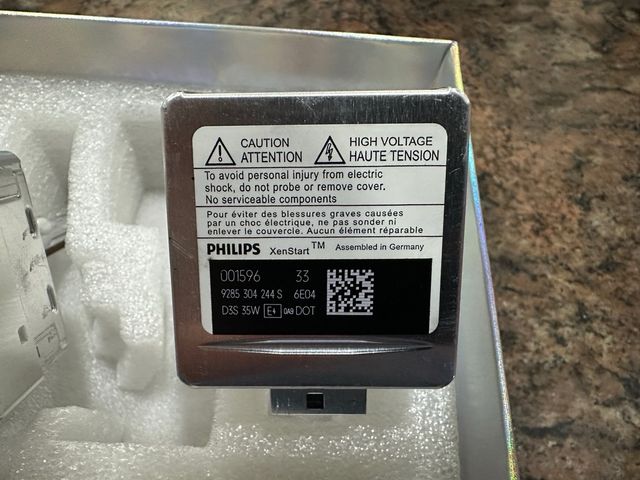 CAUTION
ATTENTION
HIGH VOLTAGE
HAUTE TENSION
To avoid personal injury from electric
shock, do not probe or remove cover.
No serviceable components
Pour éviter des blessures graves causées
par un choc électrique, ne pas sonder ni
enlever le couvercle. Aucun élément réparable
PHILIPS XenStart™ Assembled in Germany
001596 33
9285 304 244 S 6E04
D3S 35W E4 0A9 DOT